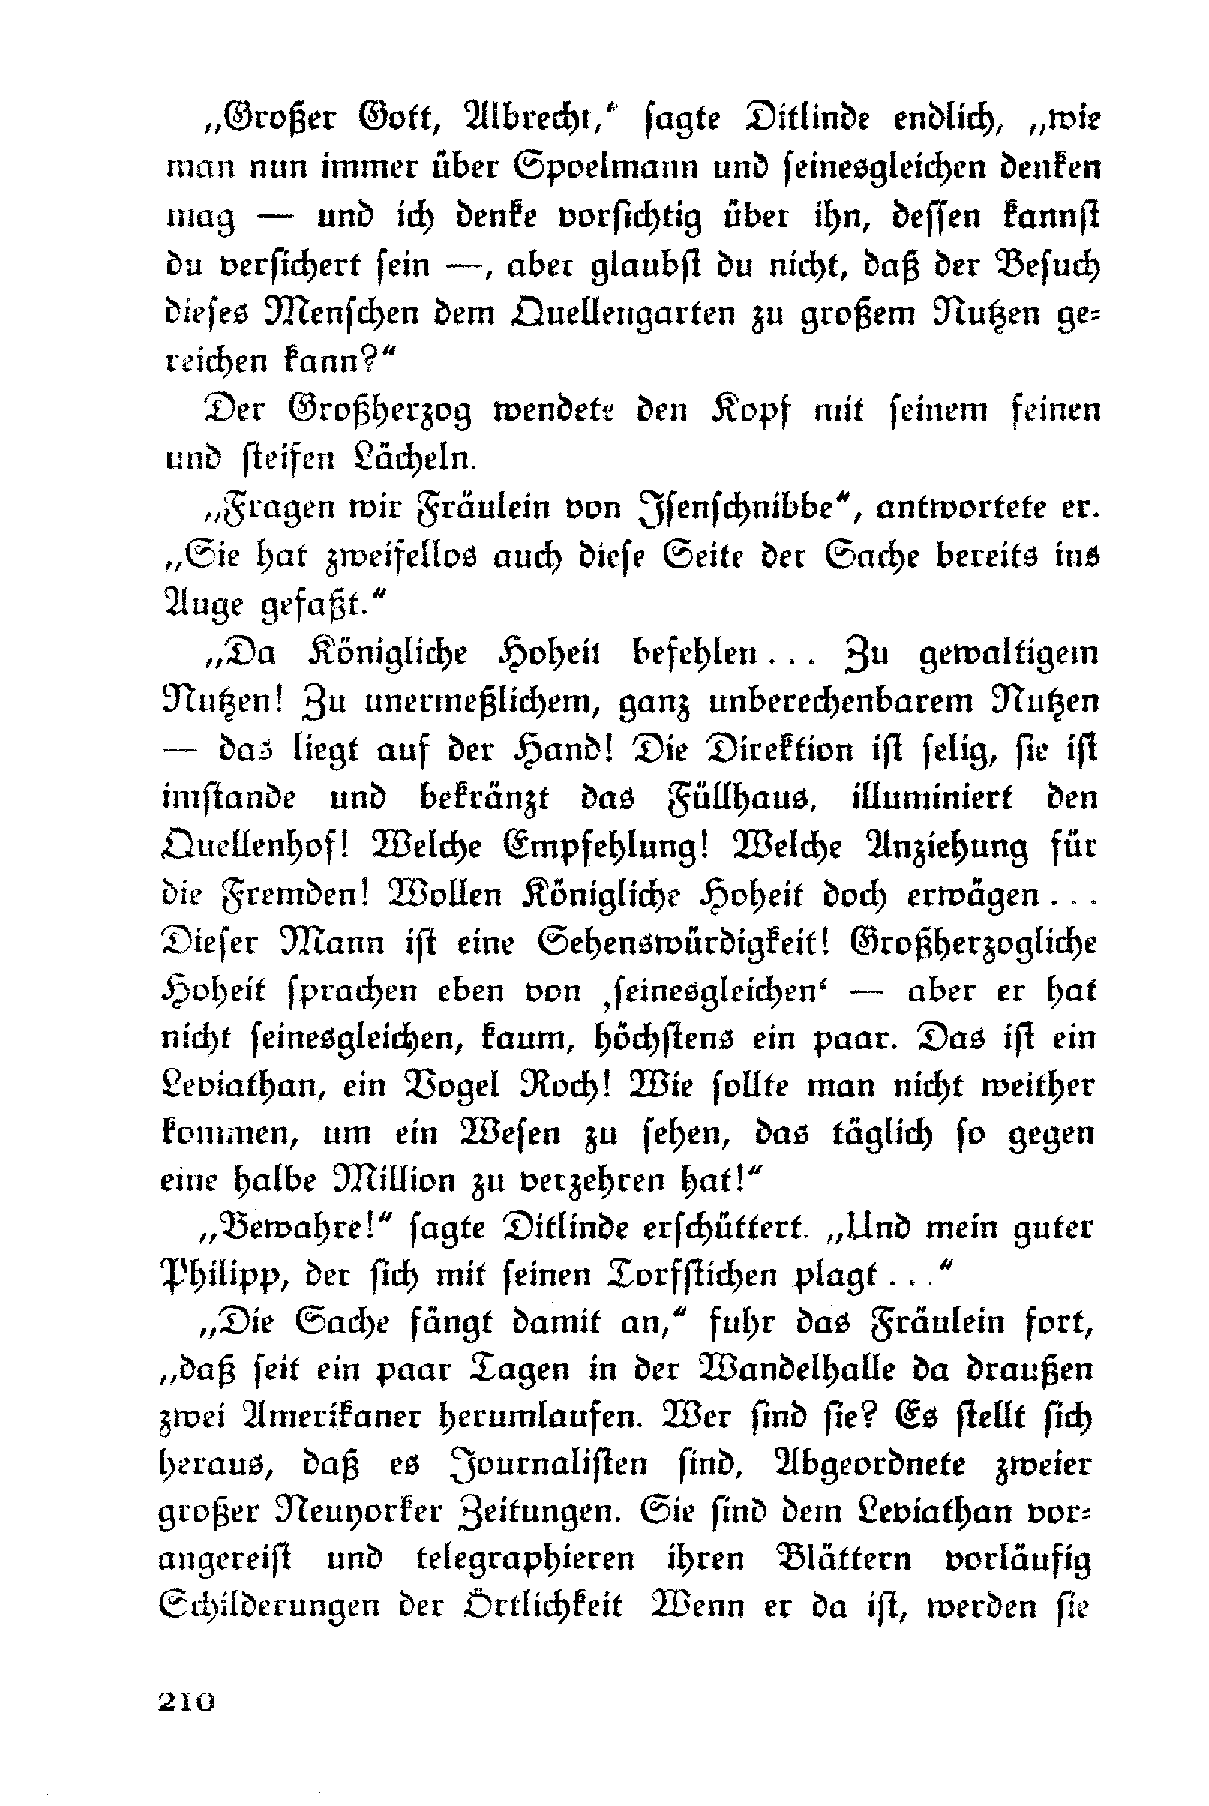 „Großer Gott, Albrecht,“ sagte Ditlinde endlich, „wie
man nun immer über Spoelmann und seinesgleichen denken
mag — und ich denke vorsichtig über ihn, dessen kannst
du versichert sein —, aber glaubst du nicht, daß der Besuch
dieses Menschen dem Quellengarten zu großem Nutzen ge-
reichen kann?“
Der Großherzog wendete den Kopf mit seinem feinen
und steifen Lächeln.
„Fragen wir Fräulein von Isenschnibbe“, antwortete er.
„Sie hat zweifellos auch diese Seite der Sache bereits ins
Auge gefaßt.“
„Da Königliche Hoheit befehlen ... Zu gewaltigem
Nutzen! Zu unermeßlichem, ganz unberechenbarem Nutzen
— das liegt auf der Hand! Die Direktion ist selig, sie ist
imstande und bekränzt das Füllhaus, illuminiert den
Quellenhof! Welche Empfehlung! Welche Anziehung für
die Fremden! Wollen Königliche Hoheit doch erwägen ...
Dieser Mann ist eine Sehenswürdigkeit! Großherzogliche
Hoheit sprachen eben von ‚seinesgleichen‘ — aber er hat
nicht seinesgleichen, kaum, höchstens ein paar. Das ist ein
Leviathan, ein Vogel Roch! Wie sollte man nicht weither
kommen, um ein Wesen zu sehen, das täglich so gegen
eine halbe Million zu verzehren hat!“
„Bewahre!“ sagte Ditlinde erschüttert. „Und mein guter
Philipp, der sich mit seinen Torfstichen plagt ...“
„Die Sache fängt damit an,“ fuhr das Fräulein fort,
„daß seit ein paar Tagen in der Wandelhalle da draußen
zwei Amerikaner herumlaufen. Wer sind sie? Es stellt sich
heraus, daß es Journalisten sind, Abgeordnete zweier
großer Neuyorker Zeitungen. Sie sind dem Leviathan vor-
angereist und telegraphieren ihren Blättern vorläufig
Schilderungen der Örtlichkeit Wenn er da ist, werden sie
210